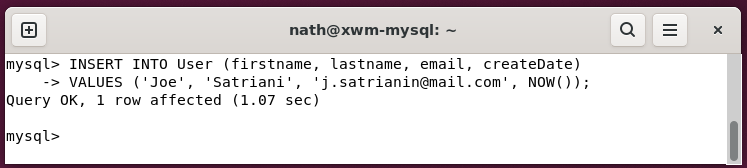 nath@xwm-mysql: ~
mysql> INSERT INTO User (firstname, lastname, email, createDate)
    -> VALUES ('Joe', 'Satriani', 'j.satrianin@mail.com', NOW());
Query OK, 1 row affected (1.07 sec)
mysql>